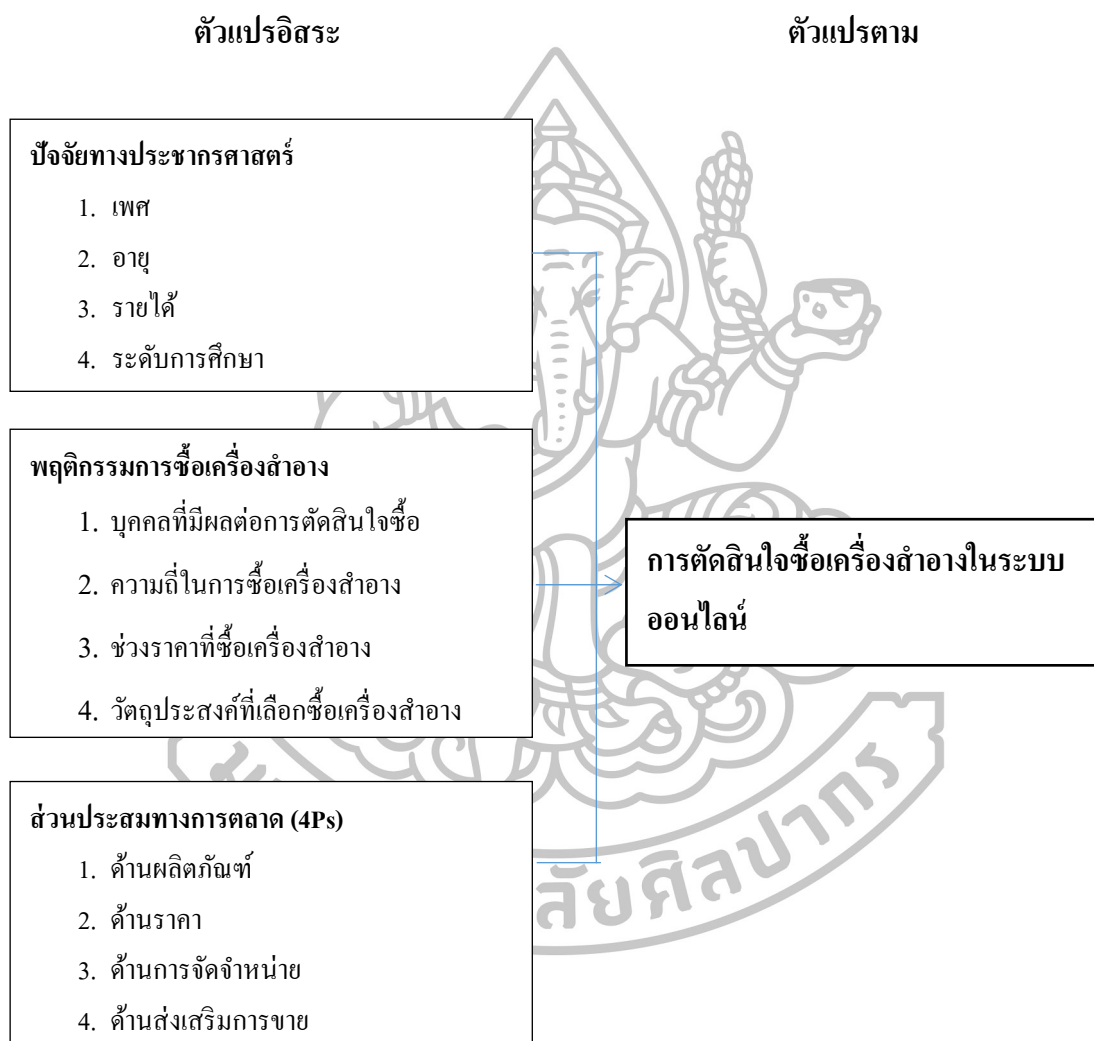 ตัวแปรอิสระ
ตัวแปรตาม
ปัจจัยทางประชากรศาสตร์
1. เพศ
2. อายุ
3. รายได้
4. ระดับการศึกษา
พฤติกรรมการซื้อเครื่องสำอาง
1. บุคคลที่มีผลต่อการตัดสินใจซื้อ
2. ความถี่ในการซื้อเครื่องสำอาง
3. ช่วงราคาที่ซื้อเครื่องสำอาง
4. วัตถุประสงค์ที่เลือกซื้อเครื่องสำอาง
การตัดสินใจซื้อเครื่องสำอางในระบบ
ออนไลน์
ส่วนประสมทางการตลาด (4Ps)
1. ด้านผลิตภัณฑ์
2. ด้านราคา
3. ด้านการจัดจำหน่าย
4. ด้านส่งเสริมการขาย
ลัยศิลปากร